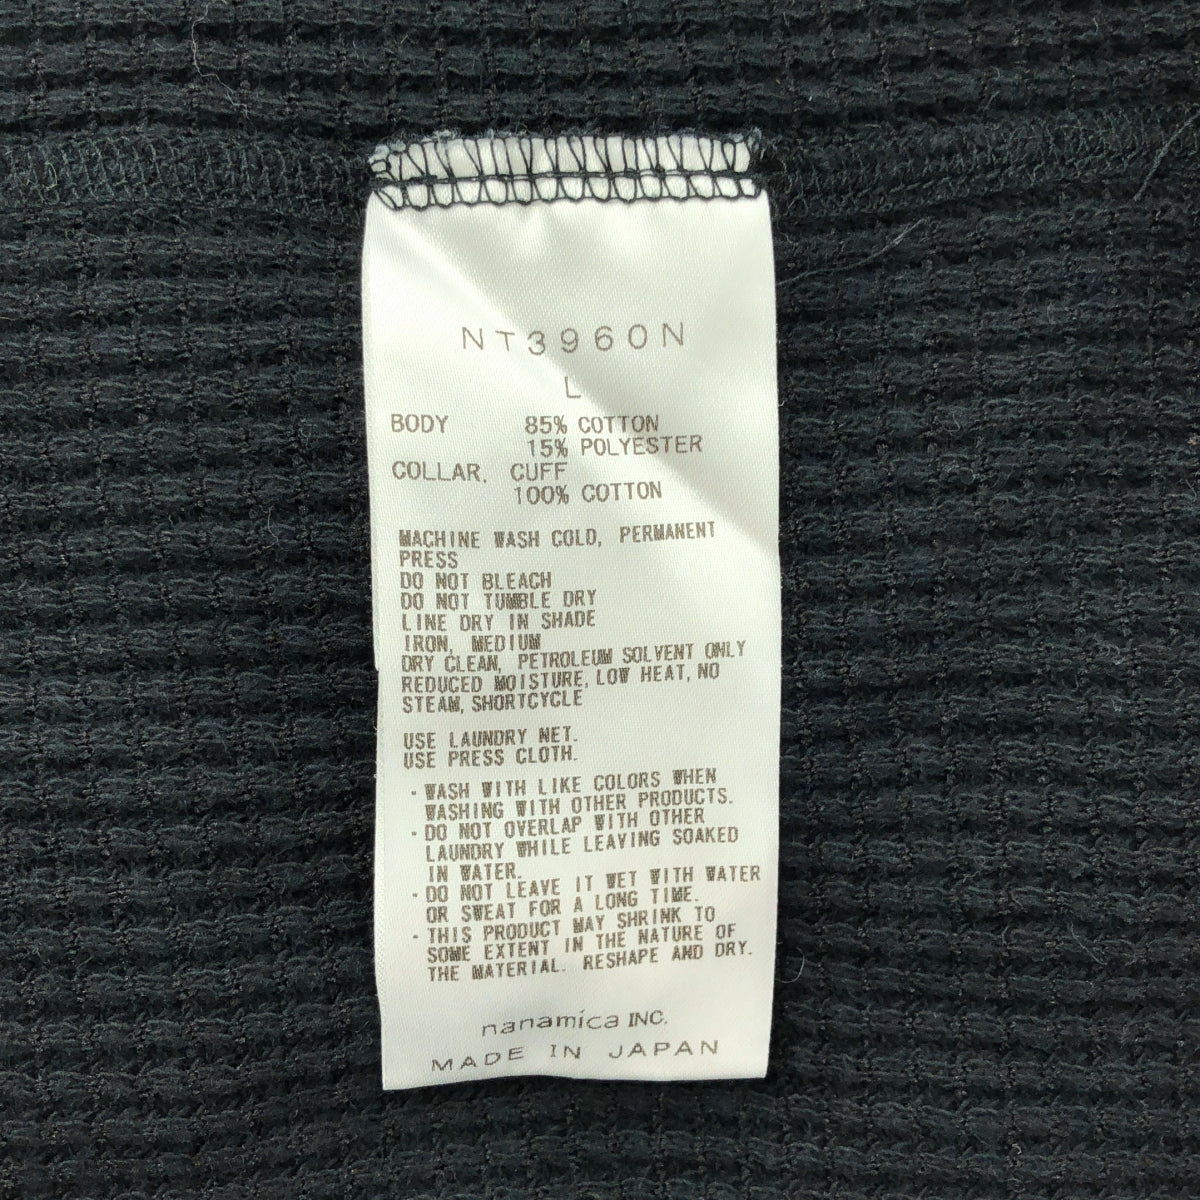 NT3960N
L
BODY 85% COTTON
15% POLYESTER
COLLAR. CUFF
100% COTTON
MACHINE WASH COLD, PERMANENT
PRESS
DO NOT BLEACH
DO NOT TUMBLE DRY
LINE DRY IN SHADE
IRON, MEDIUM
DRY CLEAN, PETROLEUM SOLVENT ONLY
REDUCED MOISTURE, LOW HEAT, NO
STEAM, SHORTCYCLE
USE LAUNDRY NET.
USE PRESS CLOTH.
· WASH WITH LIKE COLORS WHEN
WASHING WITH OTHER PRODUCTS.
· DO NOT OVERLAP WITH OTHER
LAUNDRY WHILE LEAVING SOAKED
IN WATER.
· DO NOT LEAVE IT WET WITH WATER
OR SWEAT FOR A LONG TIME.
· THIS PRODUCT MAY SHRINK TO
SOME EXTENT IN THE NATURE OF
THE MATERIAL. RESHAPE AND DRY.
nanamica INC.
MADE IN JAPAN